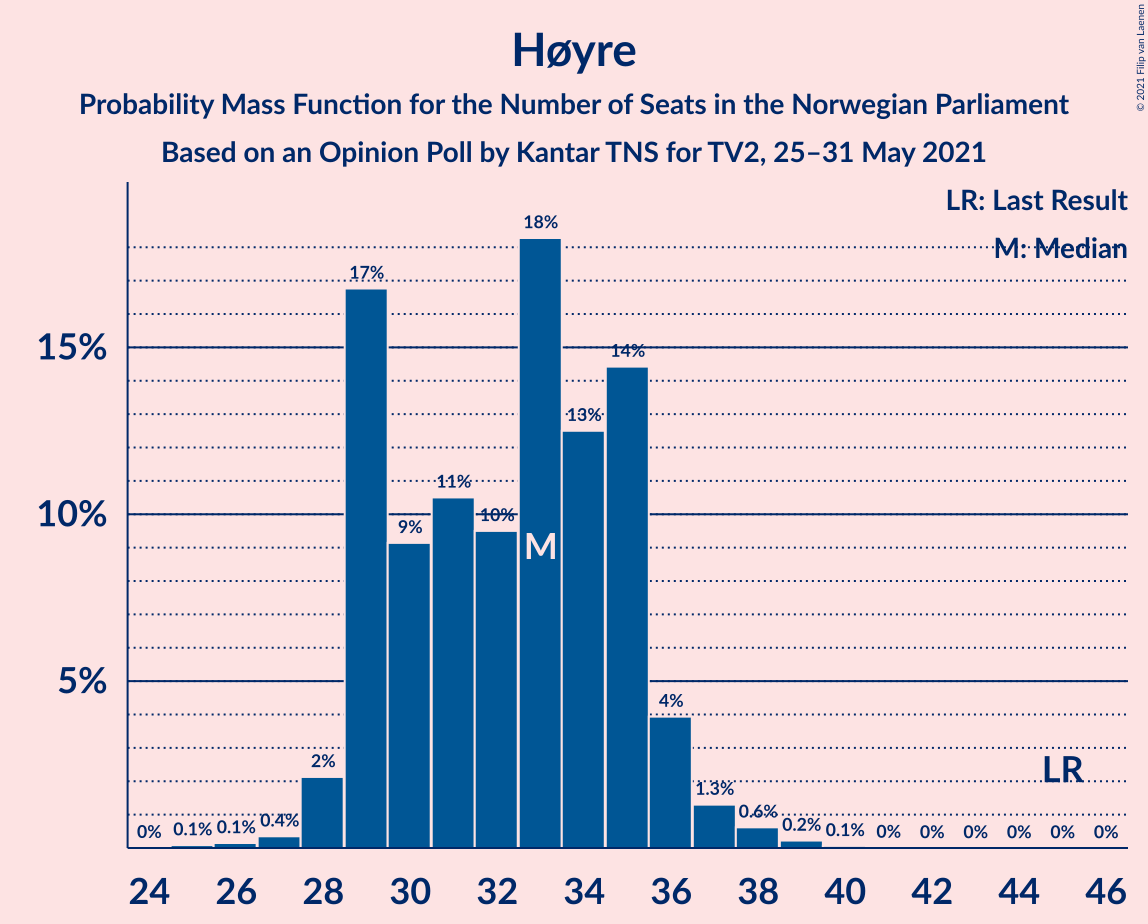 Høyre
Probability Mass Function for the Number of Seats in the Norwegian Parliament
Based on an Opinion Poll by Kantar TNS for TV2, 25–31 May 2021
© 2021 Filip van Laenen
LR: Last Result
M: Median
15%
10%
5%
0% 0.1% 0.1% 0.4% 2% 17% 9% 11% 10% 18% 13% 14% 4% 1.3% 0.6% 0.2% 0.1% 0% 0% 0% 0% 0% 0%
M
LR
24 26 28 30 32 34 36 38 40 42 44 46